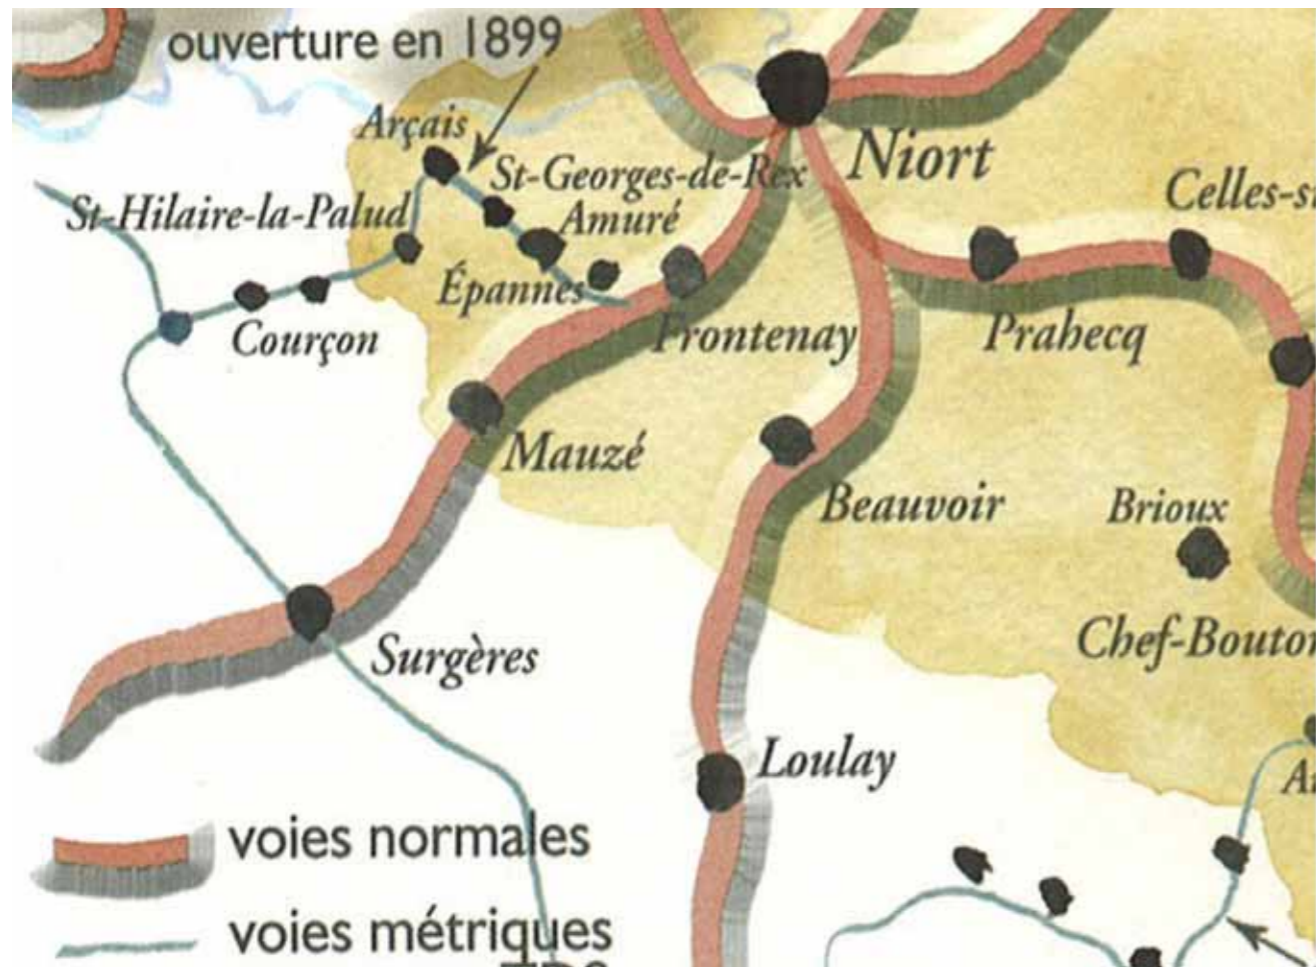 ouverture en 1899
Arçais
St-Georges-de-Rex
Niort
Celles-s
St-Hilaire-la-Palud
Amuré
Épannes
Courçon
Frontenay
Prahecq
Mauzé
Beauvoir
Brioux
Chef-Bouton
Surgères
Loulay
voies normales
voies métriques